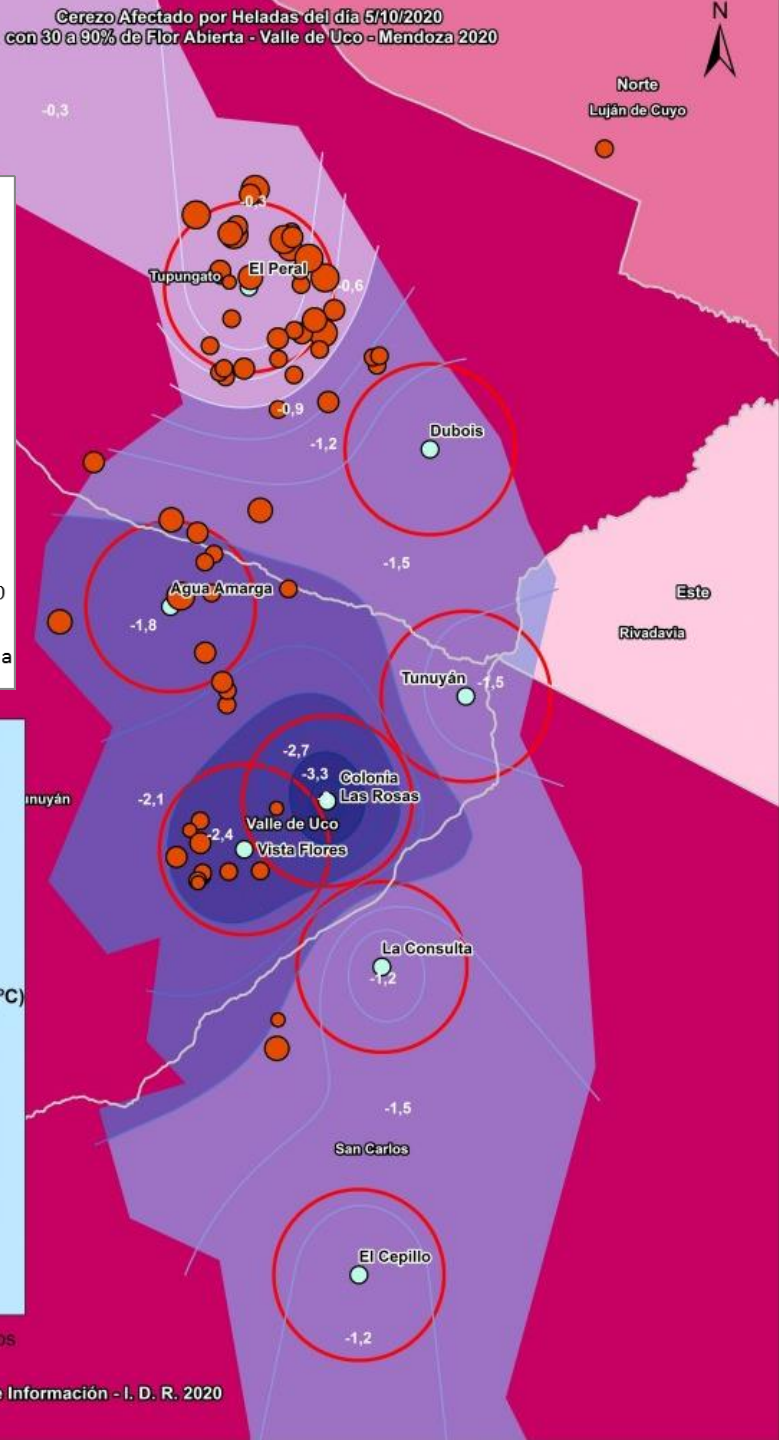 Cerezo Afectado por Heladas del día 5/10/2020
con 30 a 90% de Flor Abierta - Valle de Uco - Mendoza 2020
N
Norte
Luján de Cuyo
-0,3
-0,3
Tupungato
El Peral
-0,6
-0,9
Dubois
-1,2
-1,5
Agua Amarga
-1,8
Este
Rivadavia
a
Tunuyán
-1,5
-2,7
-3,3
Colonia
Las Rosas
-2,1
Valle de Uco
-2,4
Vista Flores
La Consulta
-1,2
ºC)
-1,5
San Carlos
El Cepillo
-1,2
os
Información - I. D. R. 2020